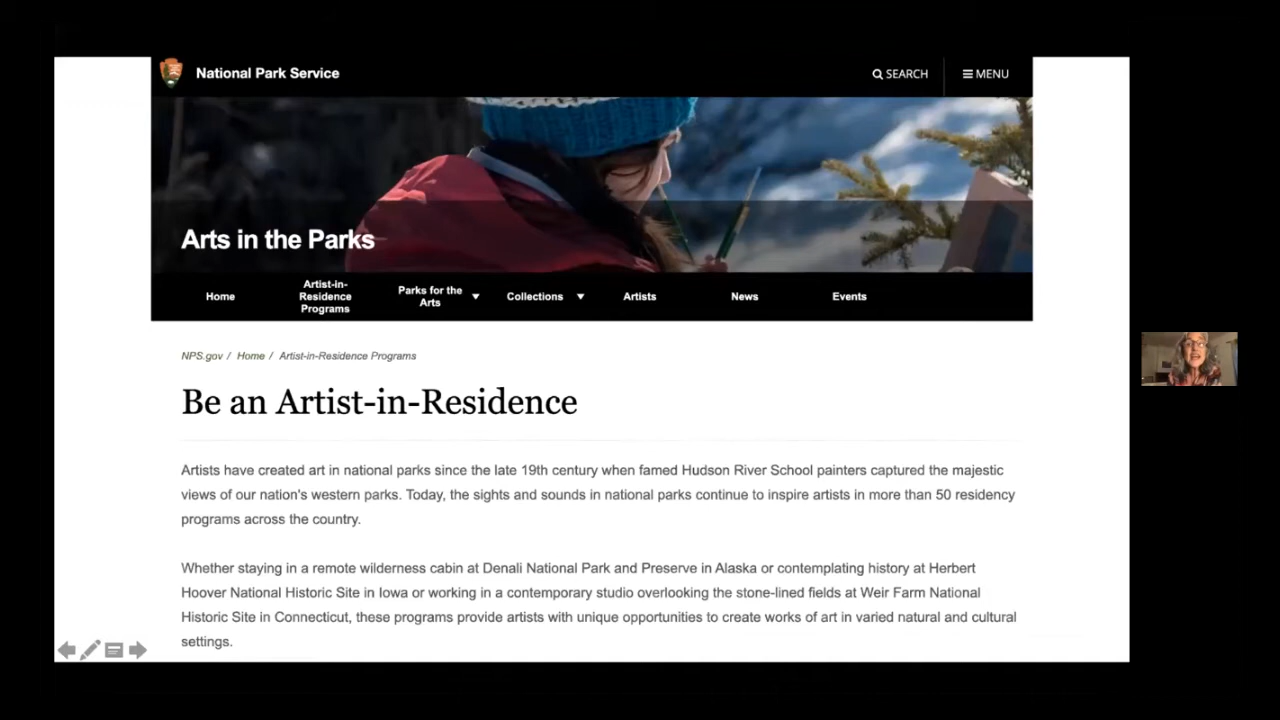 National Park Service
SEARCH
MENU
Arts in the Parks
Home
Artist-in-
Residence
Programs
Parks for the
Arts
Collections
Artists
News
Events
NPS.gov / Home / Artist-in-Residence Programs
Be an Artist-in-Residence
Artists have created art in national parks since the late 19th century when famed Hudson River School painters captured the majestic
views of our nation's western parks. Today, the sights and sounds in national parks continue to inspire artists in more than 50 residency
programs across the country.
Whether staying in a remote wilderness cabin at Denali National Park and Preserve in Alaska or contemplating history at Herbert
Hoover National Historic Site in Iowa or working in a contemporary studio overlooking the stone-lined fields at Weir Farm National
Historic Site in Connecticut, these programs provide artists with unique opportunities to create works of art in varied natural and cultural
settings.